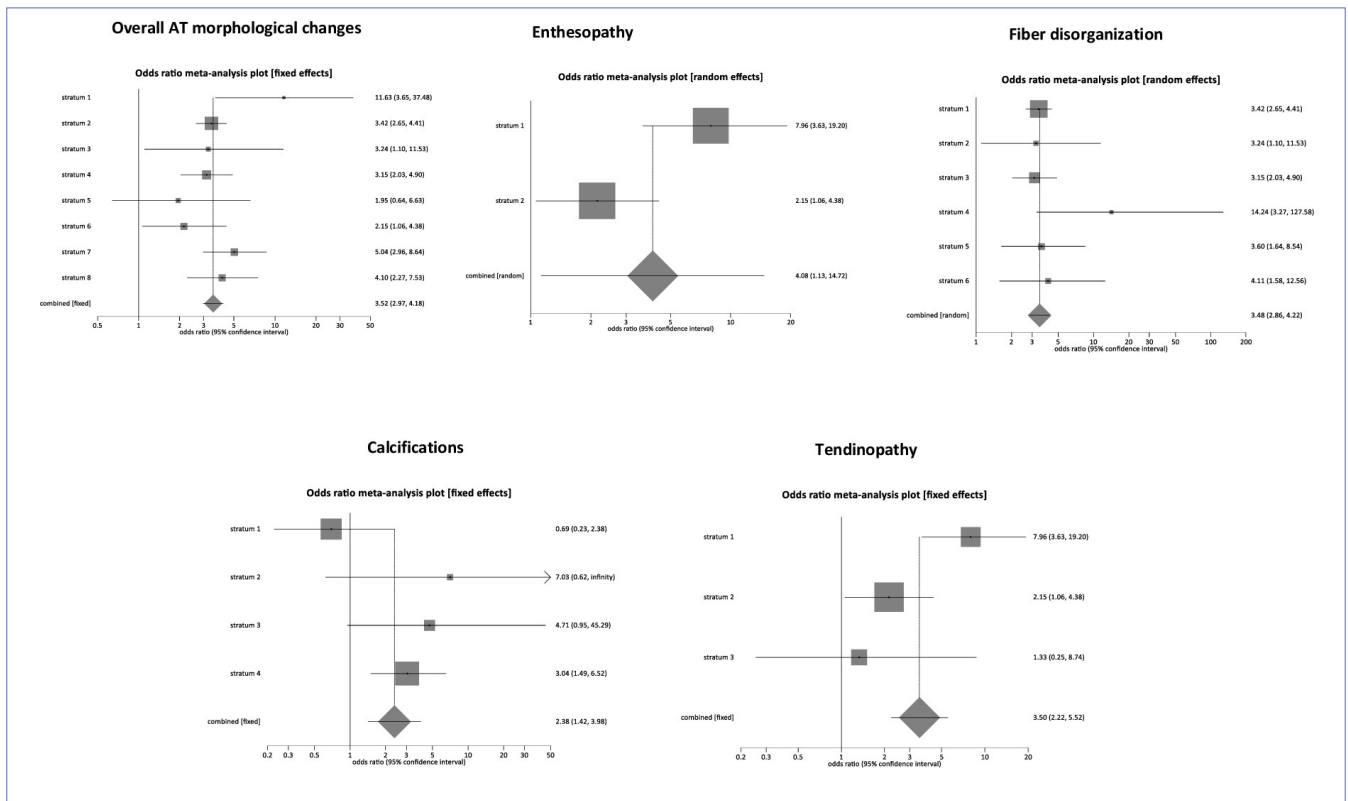 Overall AT morphological changes
Odds ratio meta-analysis plot [fixed effects]
stratum 1 11.63 (3.65, 37.48)
stratum 2 3.42 (2.65, 4.41)
stratum 3 3.24 (1.10, 11.53)
stratum 4 3.15 (2.03, 4.90)
stratum 5 1.95 (0.64, 6.63)
stratum 6 2.15 (1.06, 4.38)
stratum 7 5.04 (2.96, 8.64)
stratum 8 4.10 (2.27, 7.53)
combined [fixed] 3.52 (2.97, 4.18)
0.5 1 2 3 5 10 20 30 50
odds ratio (95% confidence interval)
Enthesopathy
Odds ratio meta-analysis plot [random effects]
stratum 1 7.96 (3.63, 19.20)
stratum 2 2.15 (1.06, 4.38)
combined [random] 4.08 (1.13, 14.72)
1 2 3 5 10 20
odds ratio (95% confidence interval)
Fiber disorganization
Odds ratio meta-analysis plot [random effects]
stratum 1 3.42 (2.65, 4.41)
stratum 2 3.24 (1.10, 11.53)
stratum 3 3.15 (2.03, 4.90)
stratum 4 14.24 (3.27, 127.58)
stratum 5 3.60 (1.64, 8.54)
stratum 6 4.11 (1.58, 12.56)
combined [random] 3.48 (2.86, 4.22)
1 2 3 5 10 20 30 50 100 200
odds ratio (95% confidence interval)
Calcifications
Odds ratio meta-analysis plot [fixed effects]
stratum 1 0.69 (0.23, 2.38)
stratum 2 7.03 (0.62, infinity)
stratum 3 4.71 (0.95, 45.29)
stratum 4 3.04 (1.49, 6.52)
combined [fixed] 2.38 (1.42, 3.98)
0.2 0.3 0.5 1 2 3 5 10 20 30 50
odds ratio (95% confidence interval)
Tendinopathy
Odds ratio meta-analysis plot [fixed effects]
stratum 1 7.96 (3.63, 19.20)
stratum 2 2.15 (1.06, 4.38)
stratum 3 1.33 (0.25, 8.74)
combined [fixed] 3.50 (2.22, 5.52)
0.2 0.3 0.5 1 2 3 5 10 20
odds ratio (95% confidence interval)